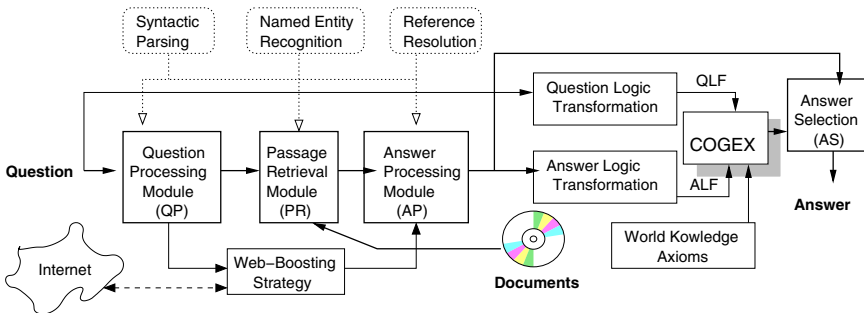 Syntactic
Parsing
Named Entity
Recognition
Reference
Resolution
Question Logic
Transformation
QLF
Answer
Selection
(AS)
COGEX
Question
Question
Processing
Module
(QP)
Passage
Retrieval
Module
(PR)
Answer
Processing
Module
(AP)
Answer Logic
Transformation
ALF
Answer
World Kowledge
Axioms
Internet
Web−Boosting
Strategy
Documents